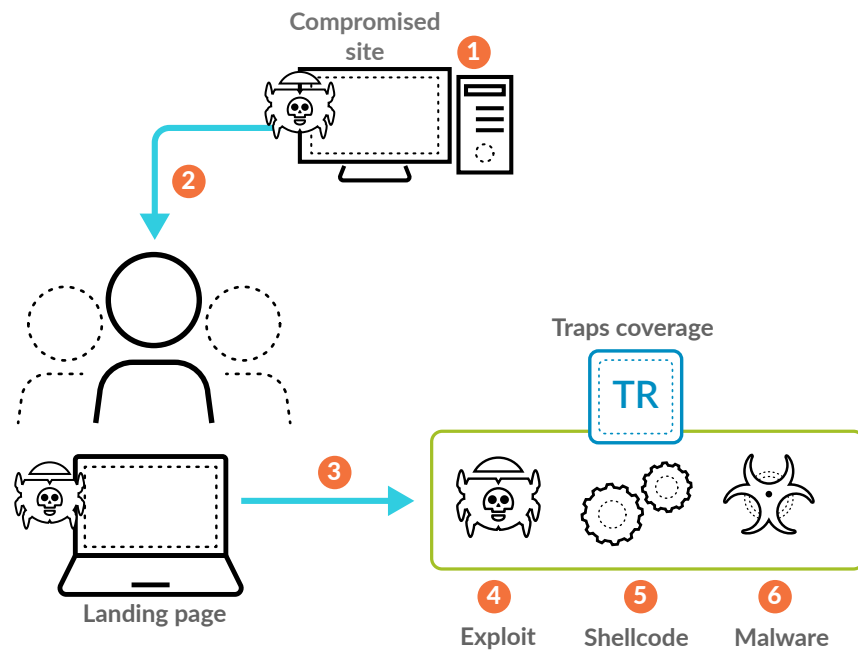 Compromised
site
1
2
Traps coverage
TR
3
Landing page
4
5
6
Exploit
Shellcode
Malware